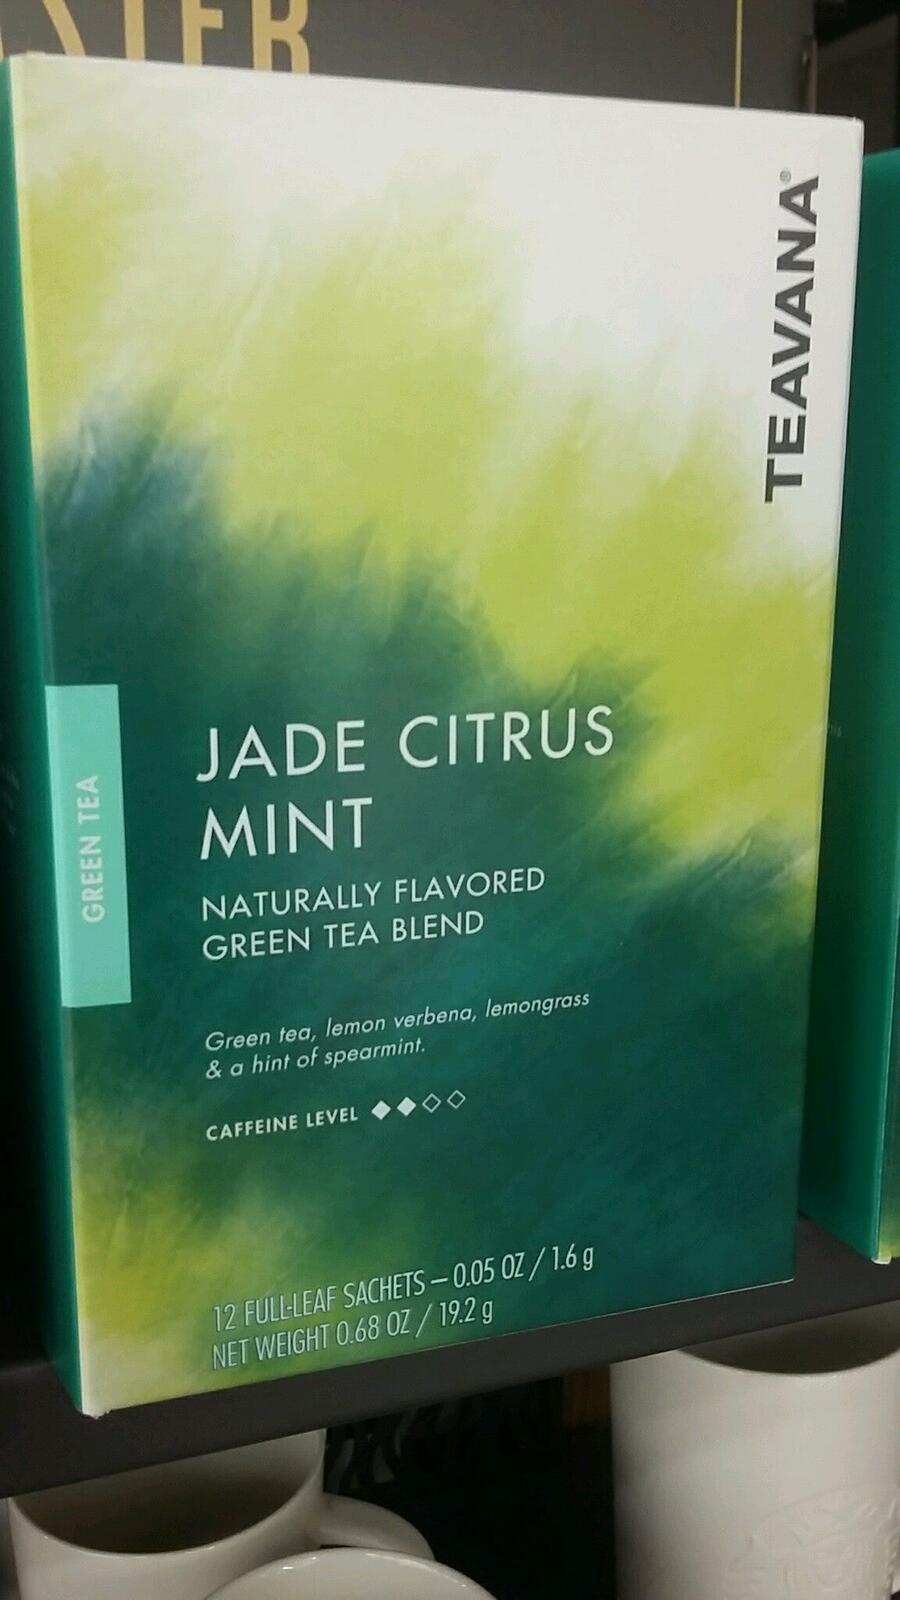 TEAVANA®
JADE CITRUS
MINT
NATURALLY FLAVORED
GREEN TEA BLEND
GREEN TEA
Green tea, lemon verbena, lemongrass
& a hint of spearmint.
CAFFEINE LEVEL
12 FULL-LEAF SACHETS – 0.05 OZ / 1.6 g
NET WEIGHT 0.68 OZ / 19.2 g